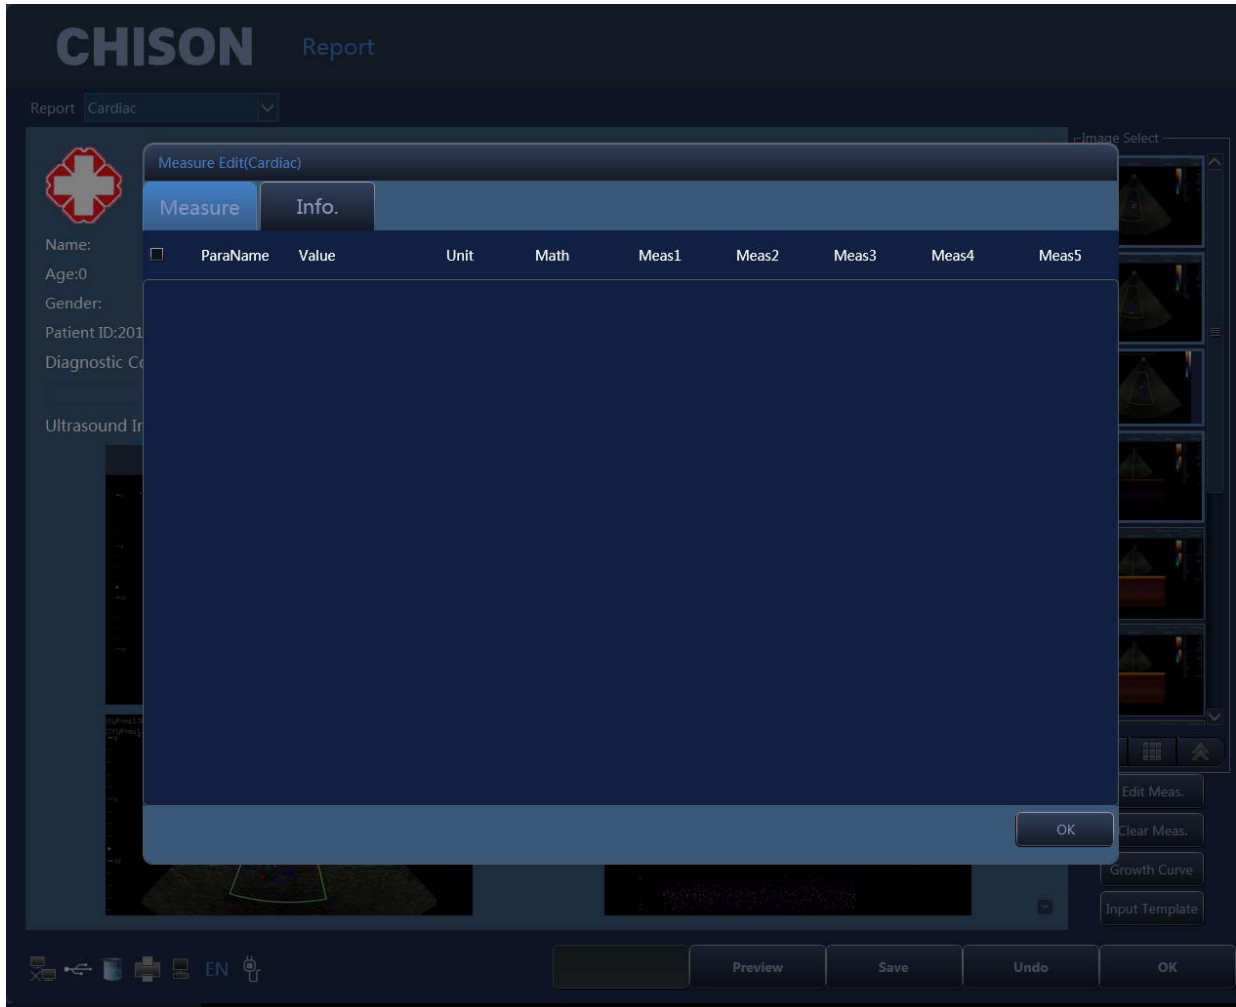 CHISON Report
Report Cardiac
Image Select
Measure Edit(Cardiac)
Measure Info.
ParaName Value Unit Math Meas1 Meas2 Meas3 Meas4 Meas5
Name:
Age:0
Gender:
Patient ID:201
Diagnostic
Ultrasound
OK
Edit Meas.
Clear Meas.
Growth Curve
Input Template
EN
Preview Save Undo OK